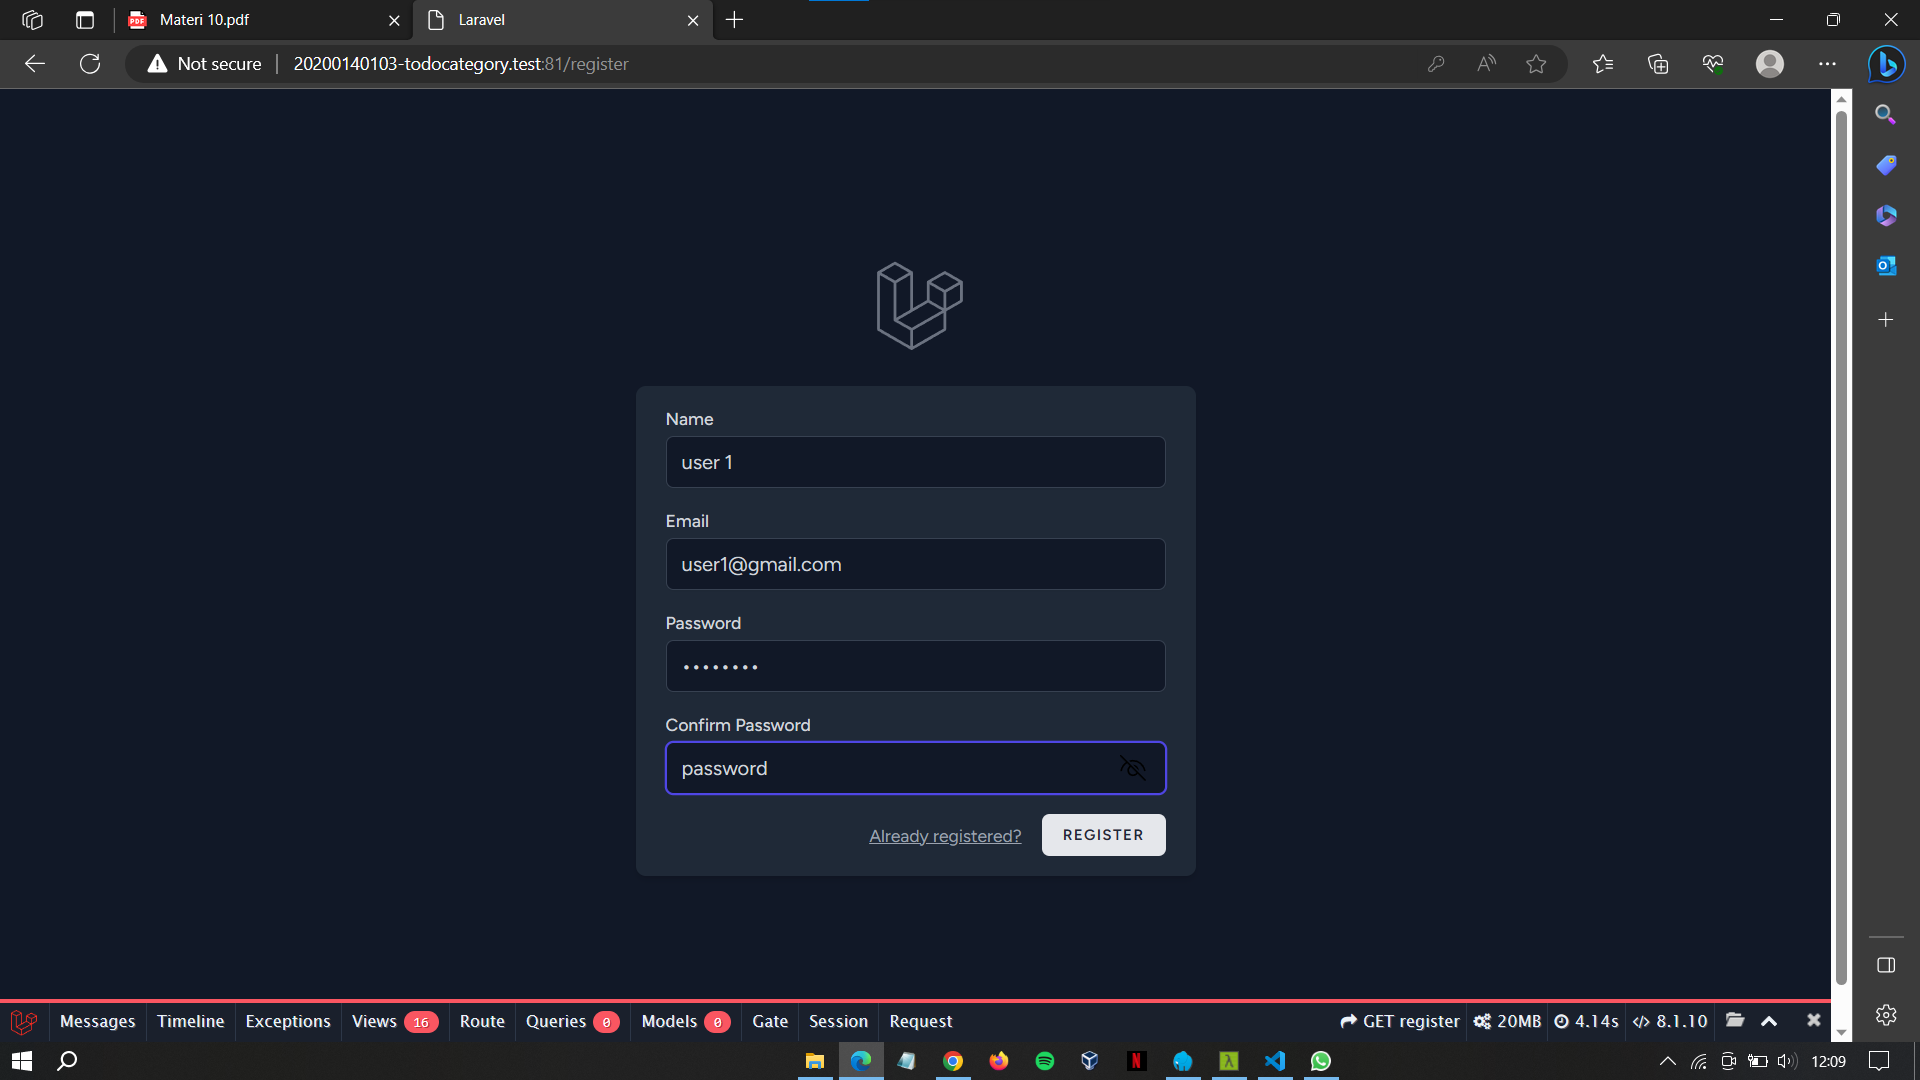 Materi 10.pdf
Laravel
Not secure
20200140103-todocategory.test:81/register
Name
user 1
Email
user1@gmail.com
Password
••••••••
Confirm Password
password
Already registered?
REGISTER
Messages
Timeline
Exceptions
Views 16
Route
Queries 0
Models 0
Gate
Session
Request
GET register
20MB
4.14s
8.1.10
12:09